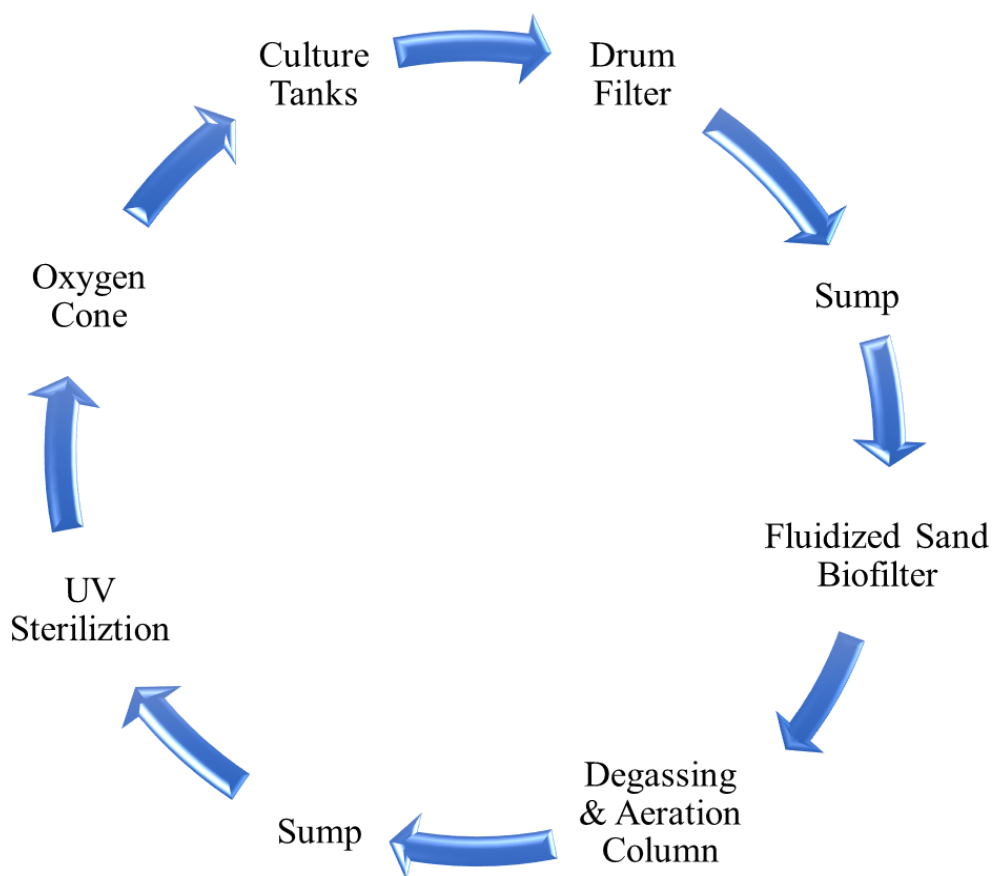 Culture
Tanks
Drum
Filter
Sump
Fluidized Sand
Biofilter
Degassing
& Aeration
Column
Sump
UV
Steriliztion
Oxygen
Cone